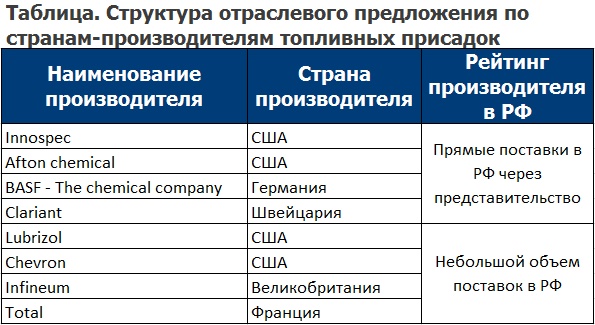 Таблица. Структура отраслевого предложения по
странам-производителям топливных присадок
Наименование
производителя
Страна
производителя
Рейтинг
производителя
в РФ
Innospec
США
Afton chemical
США
BASF - The chemical company
Германия
Clariant
Швейцария
Прямые поставки в
РФ через
представительство
Lubrizol
США
Chevron
США
Infineum
Великобритания
Total
Франция
Небольшой объем
поставок в РФ